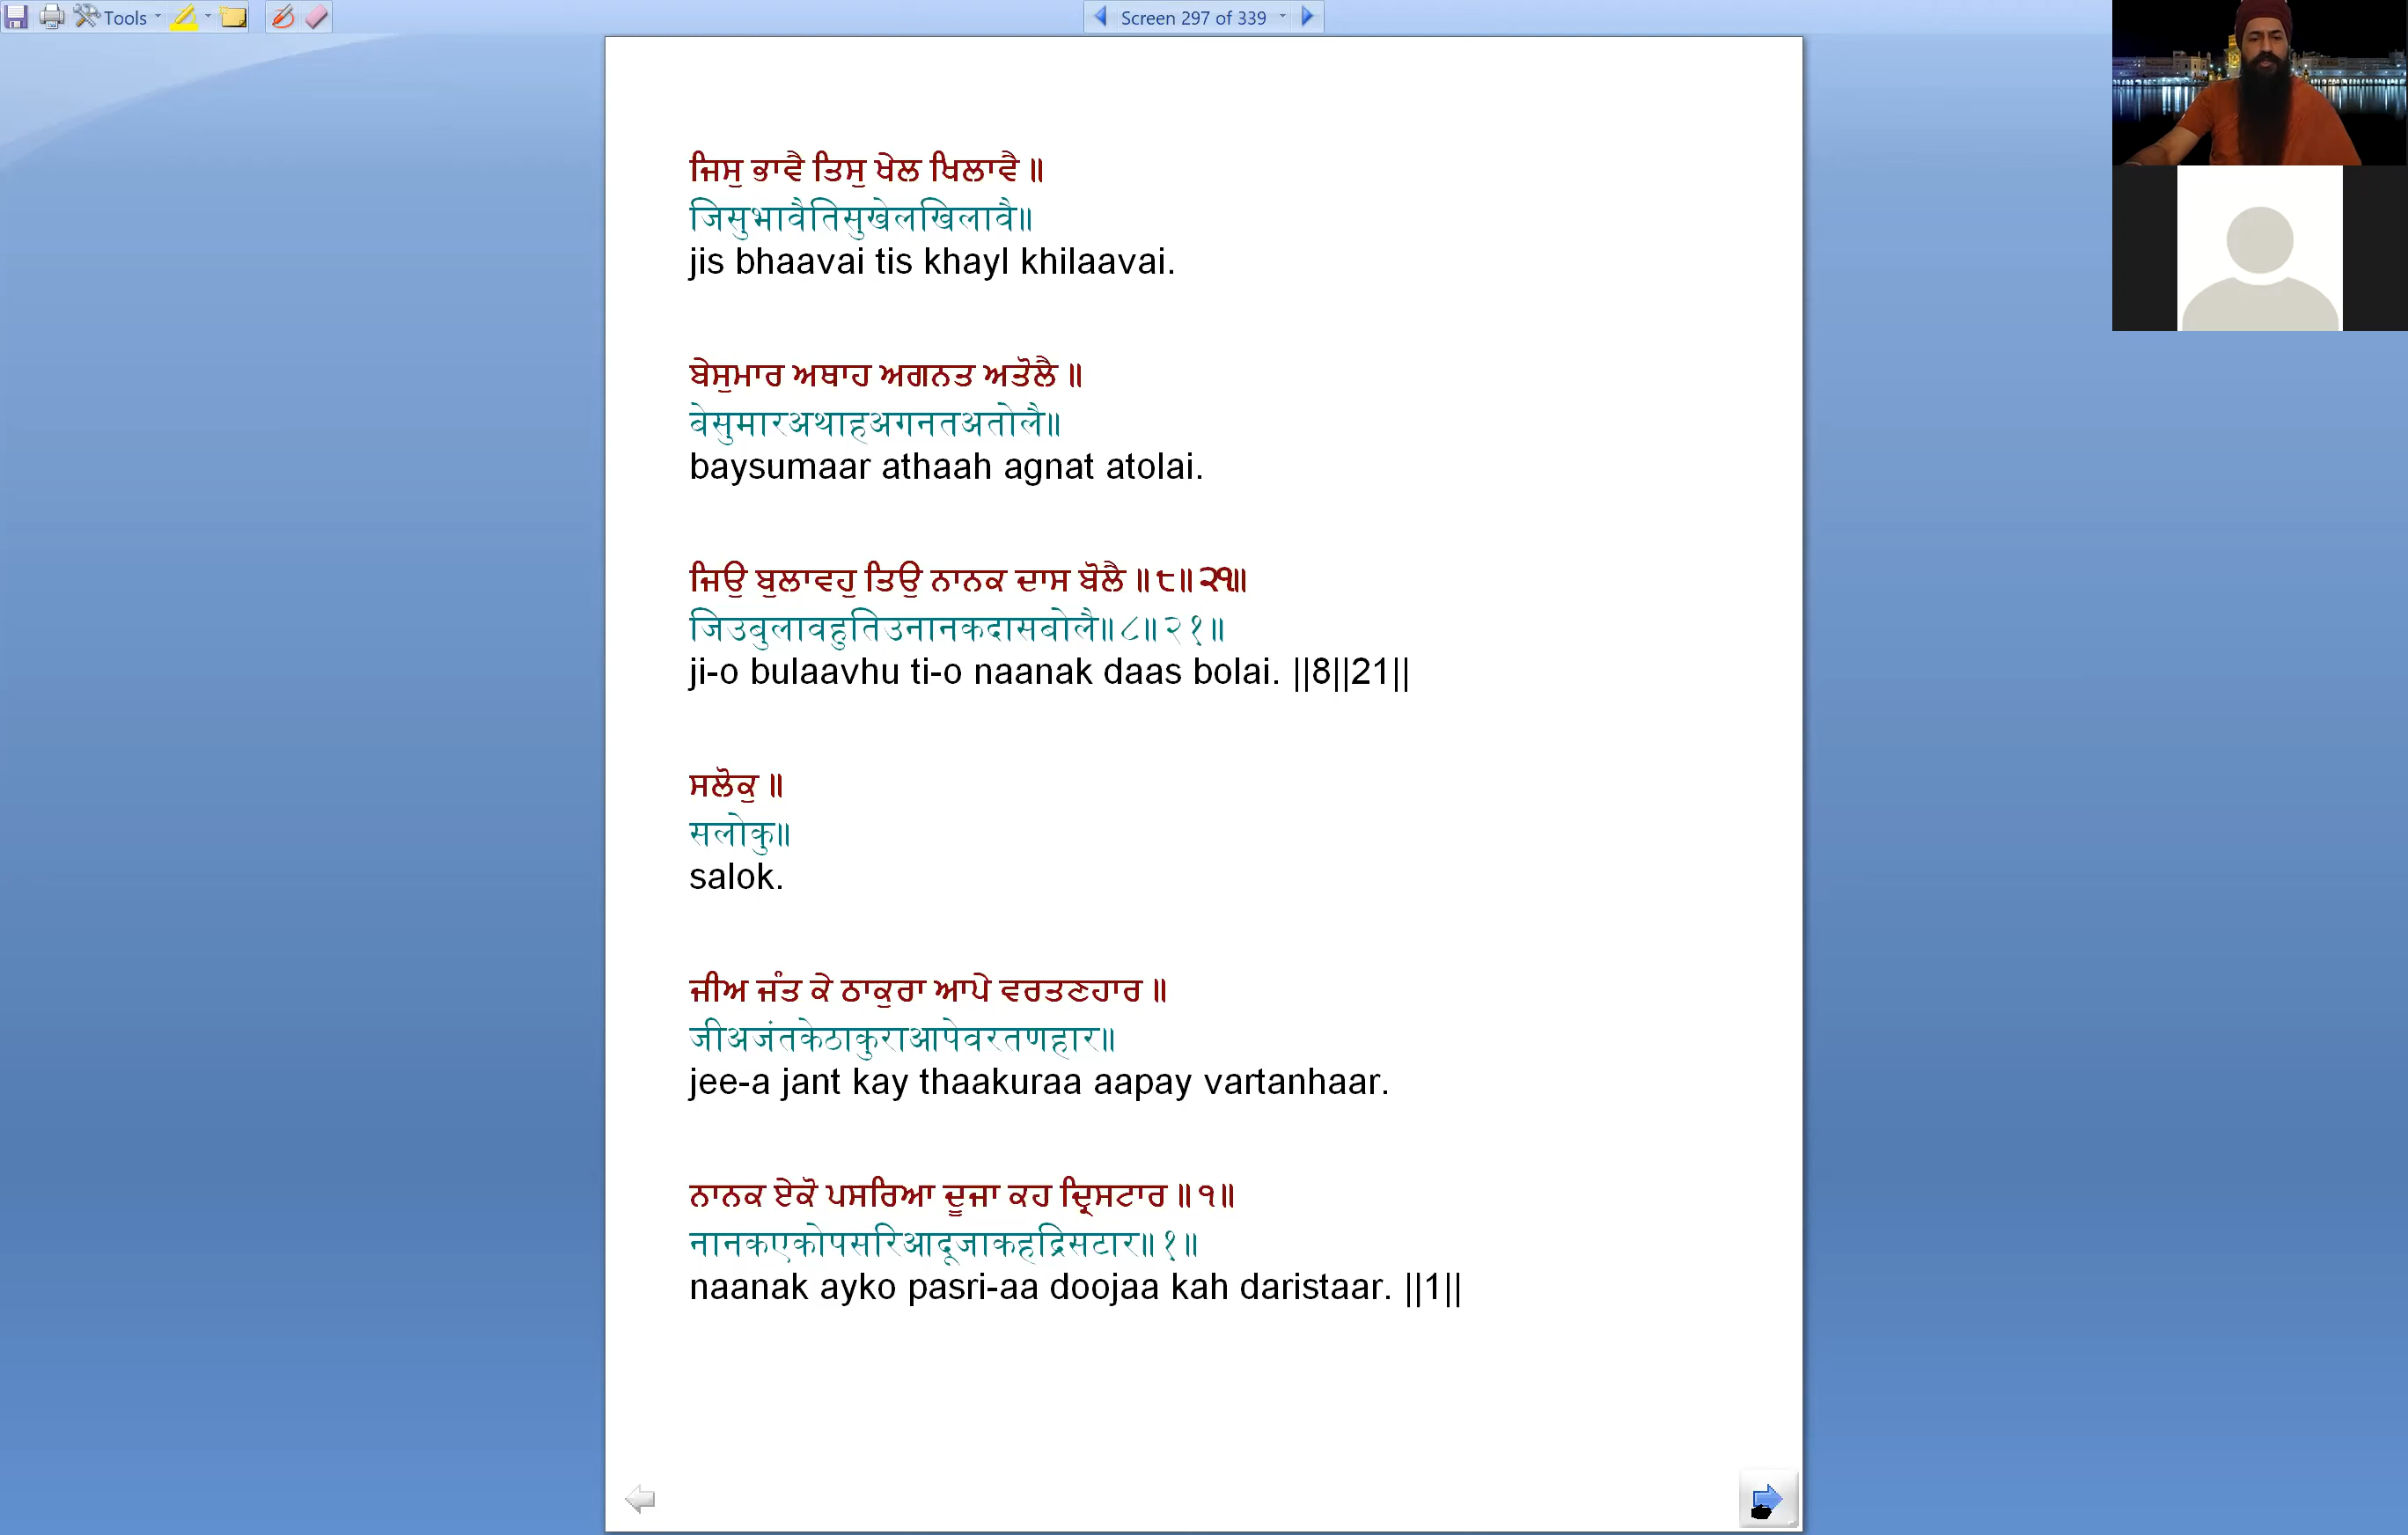 Tools
Screen 297 of 339
ਜਿਸੁ ਭਾਵੈ ਤਿਸੁ ਖੇਲ ਖਿਲਾਵੈ ॥
जिसुभावैतिसुखेलखिलावै॥
jis bhaavai tis khayl khilaavai.
ਬੇਸੁਮਾਰ ਅਥਾਹ ਅਗਨਤ ਅਤੋਲੈ ॥
बेसुमारअथाहअगनतअतोलै॥
baysumaar athaah agnat atolai.
ਜਿਉ ਬੁਲਾਵਹੁ ਤਿਉ ਨਾਨਕ ਦਾਸ ਬੋਲੈ ॥੮॥੨੧॥
जिउबुलावहुतिउनानकदासबोलै॥८॥२१॥
ji-o bulaavhu ti-o naanak daas bolai. ||8||21||
ਸਲੋਕੁ ॥
सलोकु॥
salok.
ਜੀਅ ਜੰਤ ਕੇ ਠਾਕੁਰਾ ਆਪੇ ਵਰਤਣਹਾਰ ॥
जीअजंतकेठाकुराआपेवरतणहार॥
jee-a jant kay thaakuraa aapay vartanhaar.
ਨਾਨਕ ਏਕੋ ਪਸਰਿਆ ਦੂਜਾ ਕਹ ਦ੍ਰਿਸਟਾਰ ॥੧॥
नानकएकोपसरिआदूजाकहद्रिसटार॥१॥
naanak ayko pasri-aa doojaa kah daristaar. ||1||